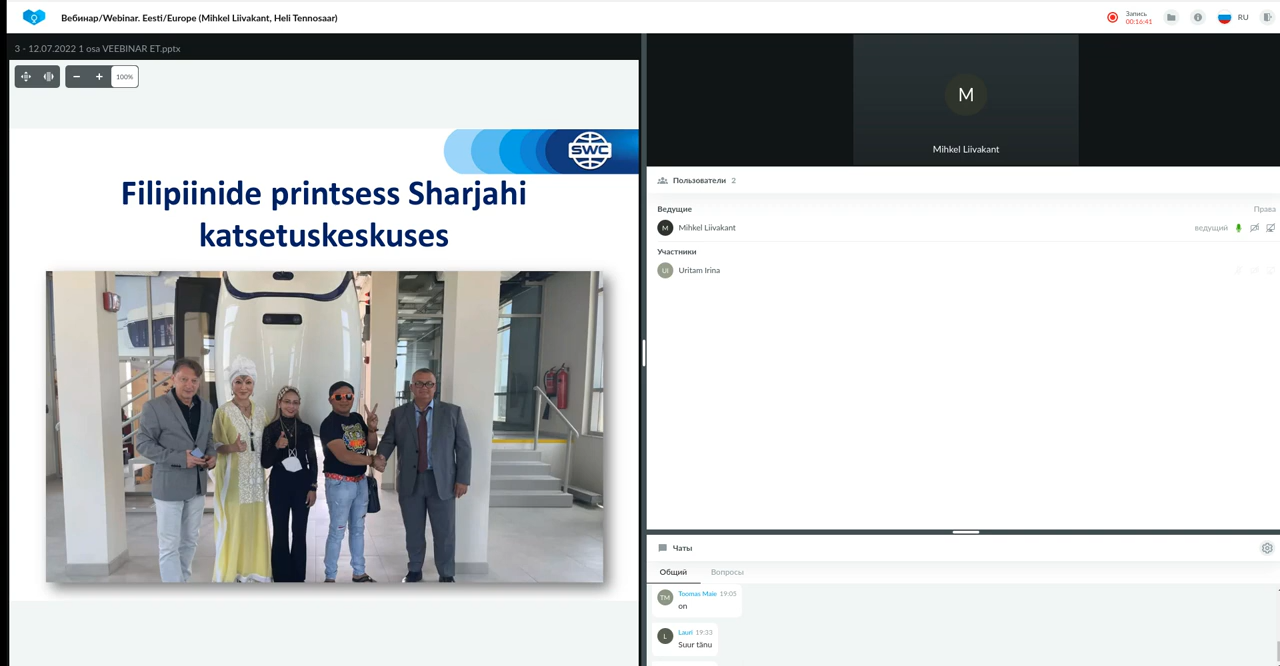 Вебинар/Webinar. Eesti/Europe (Mihkel Liivakant, Heli Tennosaar)
Запись
00:16:41
RU
3 - 12.07.2022 1 osa VEEBINAR ET.pptx
100%
SWC
Filipiinide printsess Sharjahi
katsetuskeskuses
M
Mihkel Liivakant
Пользователи 2
Ведущие
Права
M
Mihkel Liivakant
ведущий
Участники
UI
Uritam Irina
Чаты
Общий
Вопросы
TM
Toomas Maie 19:05
on
L
Lauri 19:33
Suur tänu